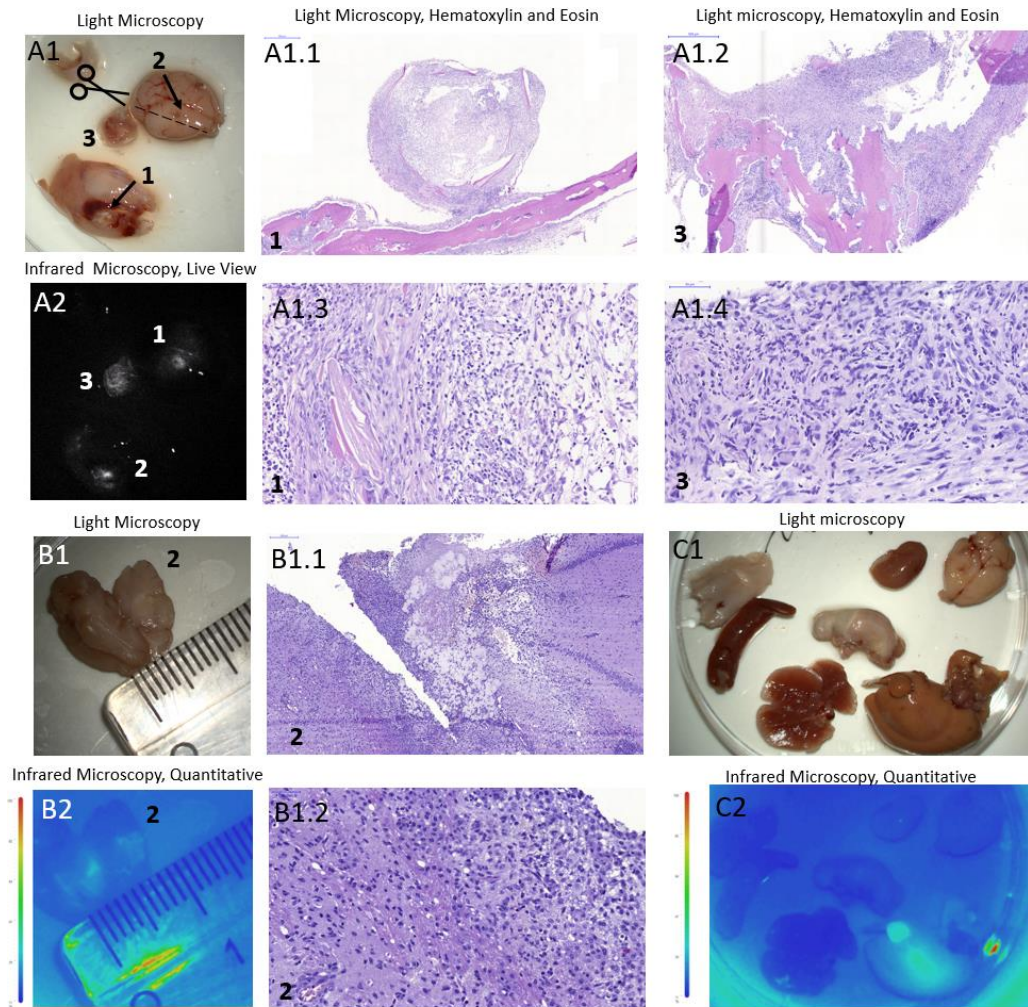 Light Microscopy
Light Microscopy, Hematoxylin and Eosin
Light microscopy, Hematoxylin and Eosin
A1
2
3
1
A1.1
1
A1.2
3
Infrared Microscopy, Live View
A2
1
3
2
A1.3
1
A1.4
3
Light Microscopy
Light microscopy
B1
2
B1.1
2
C1
Infrared Microscopy, Quantitative
Infrared Microscopy, Quantitative
B2
2
1
0
B1.2
2
C2